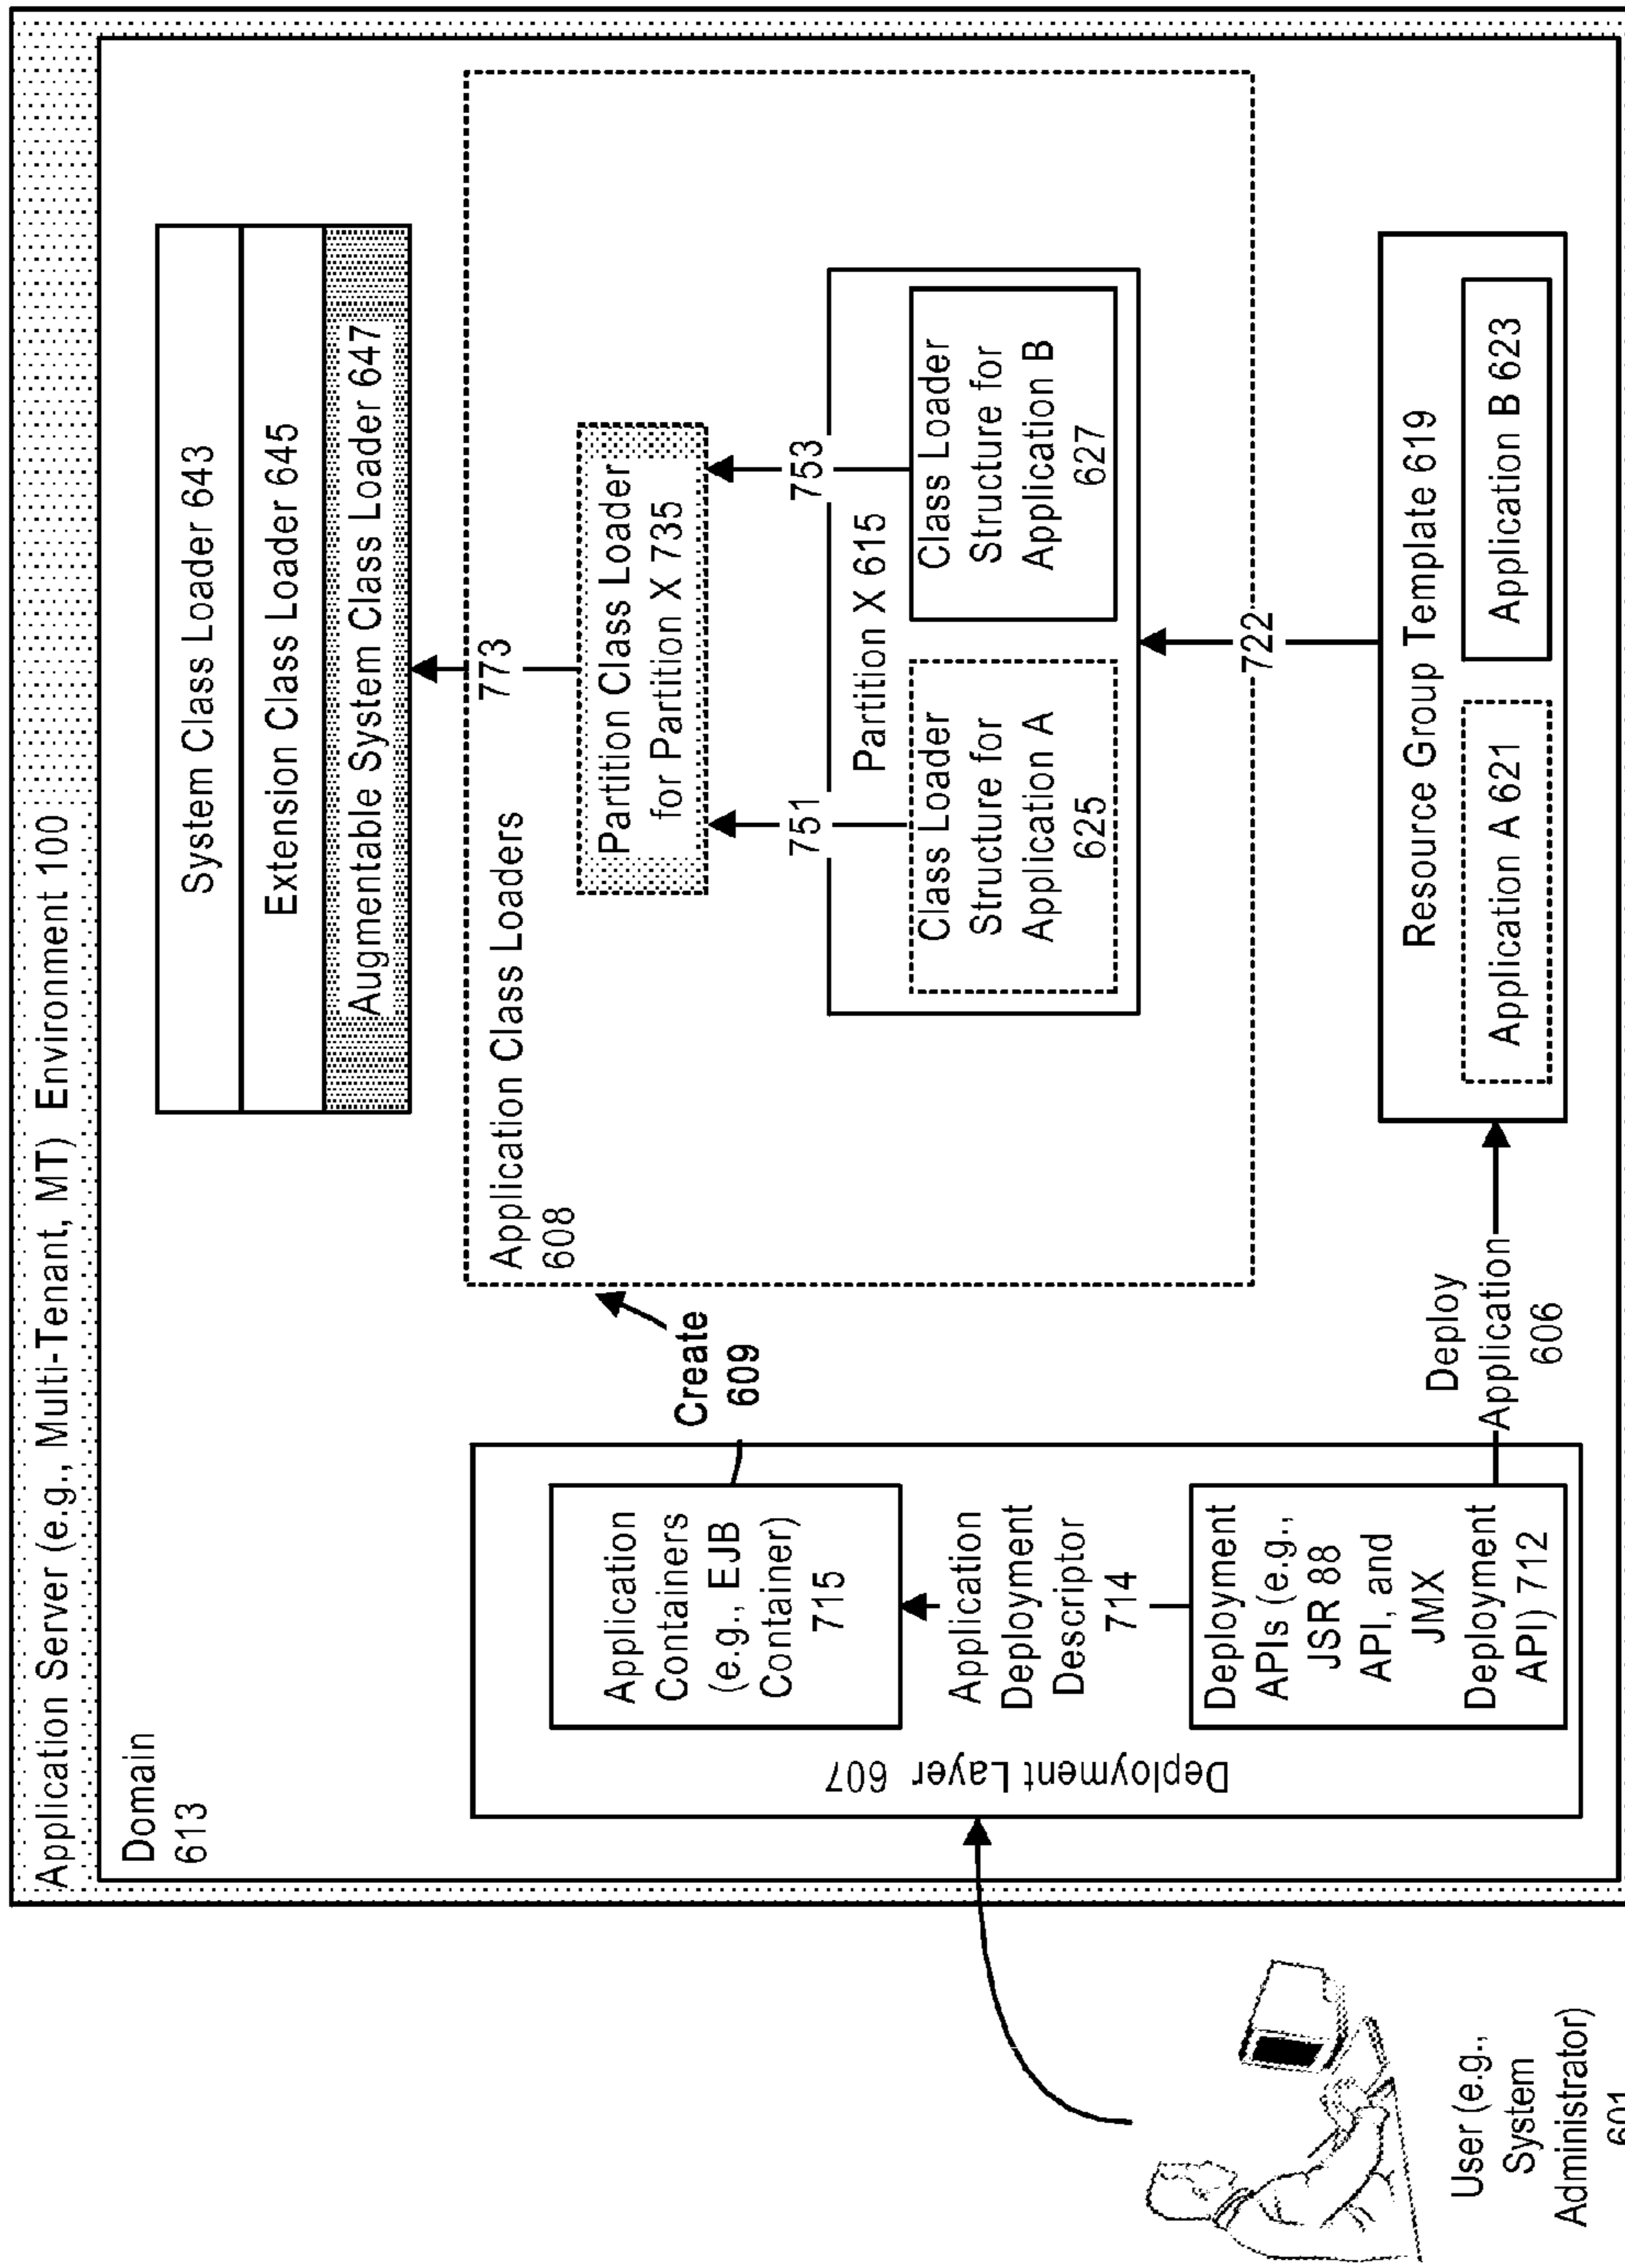 Application Server (e.g., Multi-Tenant, MT) Environment 100
Domain
613
System Class Loader 643
Extension Class Loader 645
Augmentable System Class Loader 647
Application Class Loaders
608
773
Partition Class Loader
for Partition X 735
751
753
Partition X 615
Class Loader
Structure for
Application A
625
Class Loader
Structure for
Application B
627
722
Resource Group Template 619
Application A 621
Application B 623
Create
609
Deploy
Application
606
Deployment Layer 607
Application
Containers
(e.g., EJB
Container)
715
Application
Deployment
Descriptor
714
Deployment
APIs (e.g.,
JSR 88
API, and
JMX
Deployment
API) 712
User (e.g.,
System
Administrator)
601